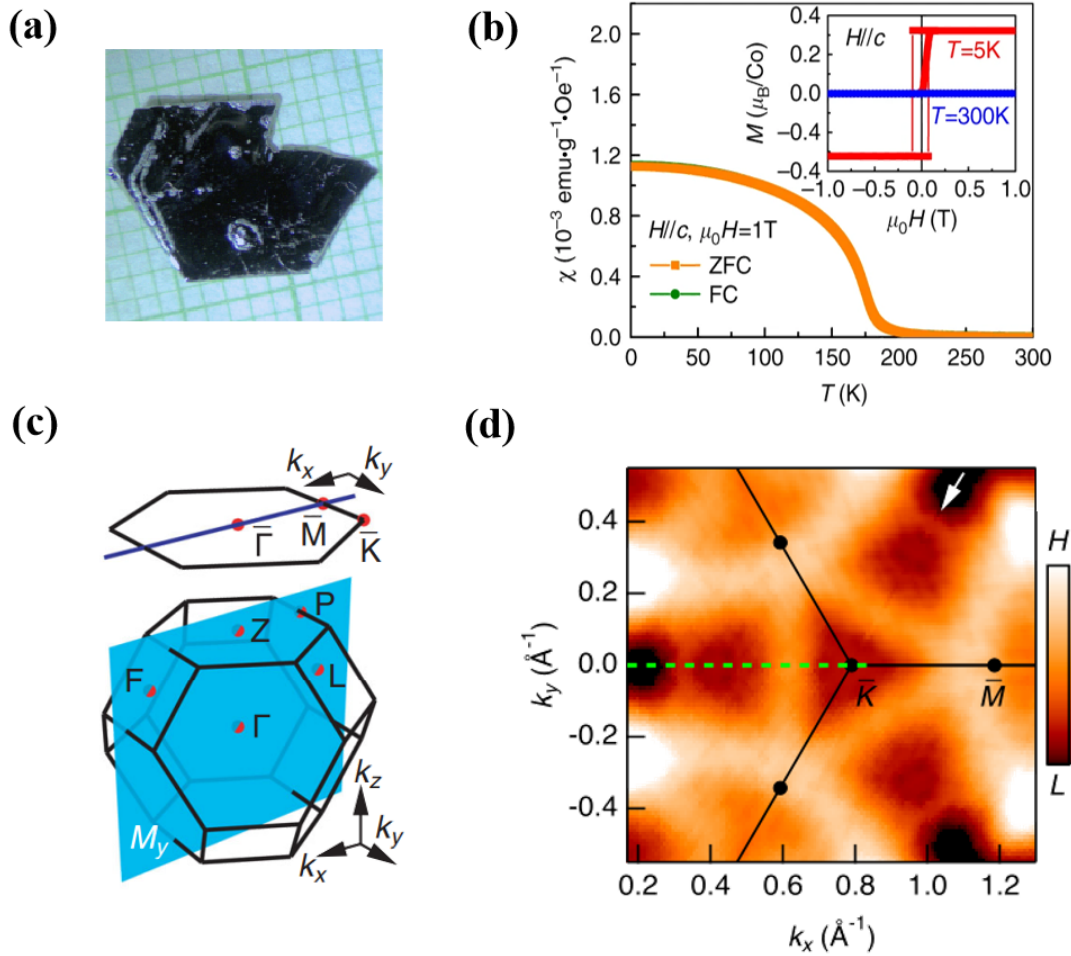 (a)
(b)
χ (10⁻³ emu•g⁻¹•Oe⁻¹)
2.0
1.6
1.2
0.8
0.4
0.0
0 50 100 150 200 250 300
T (K)
H//c, μ₀H=1T
ZFC
FC
M (μB/Co)
0.4
0.0
−0.4
−0.4
0.4
H//c
T=5K
T=300K
−1.0 −0.5 0.0 0.5 1.0
μ₀H (T)
(c)
kx ky
Γ̅ M̅ K̅
P
Z
F L
Γ
My
kz
ky
kx
(d)
ky (Å⁻¹)
0.4
0.2
0.0
-0.2
-0.4
K̅ M̅
0.2 0.4 0.6 0.8 1.0 1.2
kx (Å⁻¹)
H
L